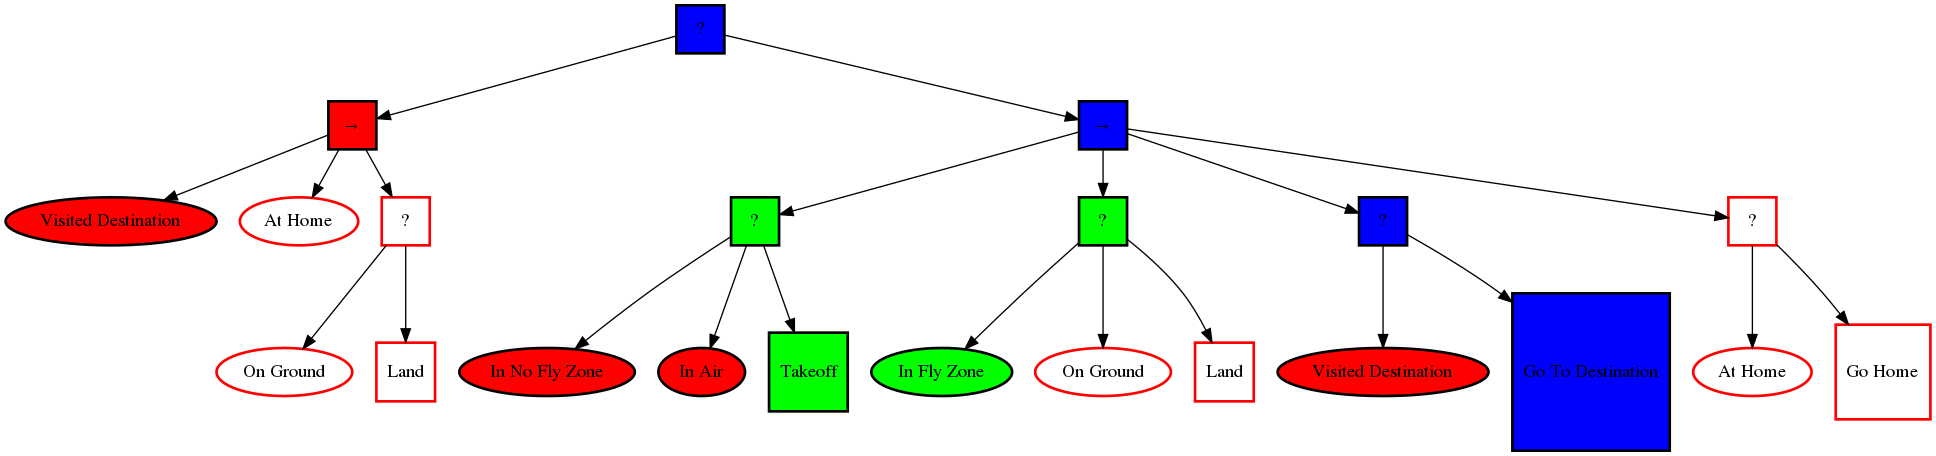 ?
→
→
Visited Destination
At Home
?
?
?
?
?
On Ground
Land
In No Fly Zone
In Air
Takeoff
In Fly Zone
On Ground
Land
Visited Destination
Go To Destination
At Home
Go Home